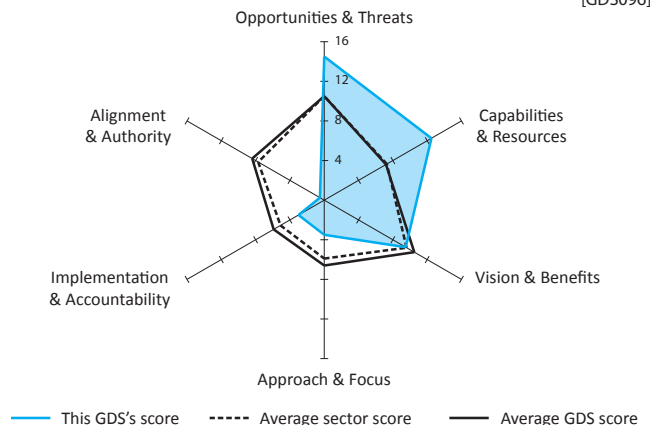 [GDS096]
Opportunities & Threats
16
12
8
4
Alignment
& Authority
Capabilities
& Resources
Implementation
& Accountability
Vision & Benefits
Approach & Focus
This GDS's score
Average sector score
Average GDS score